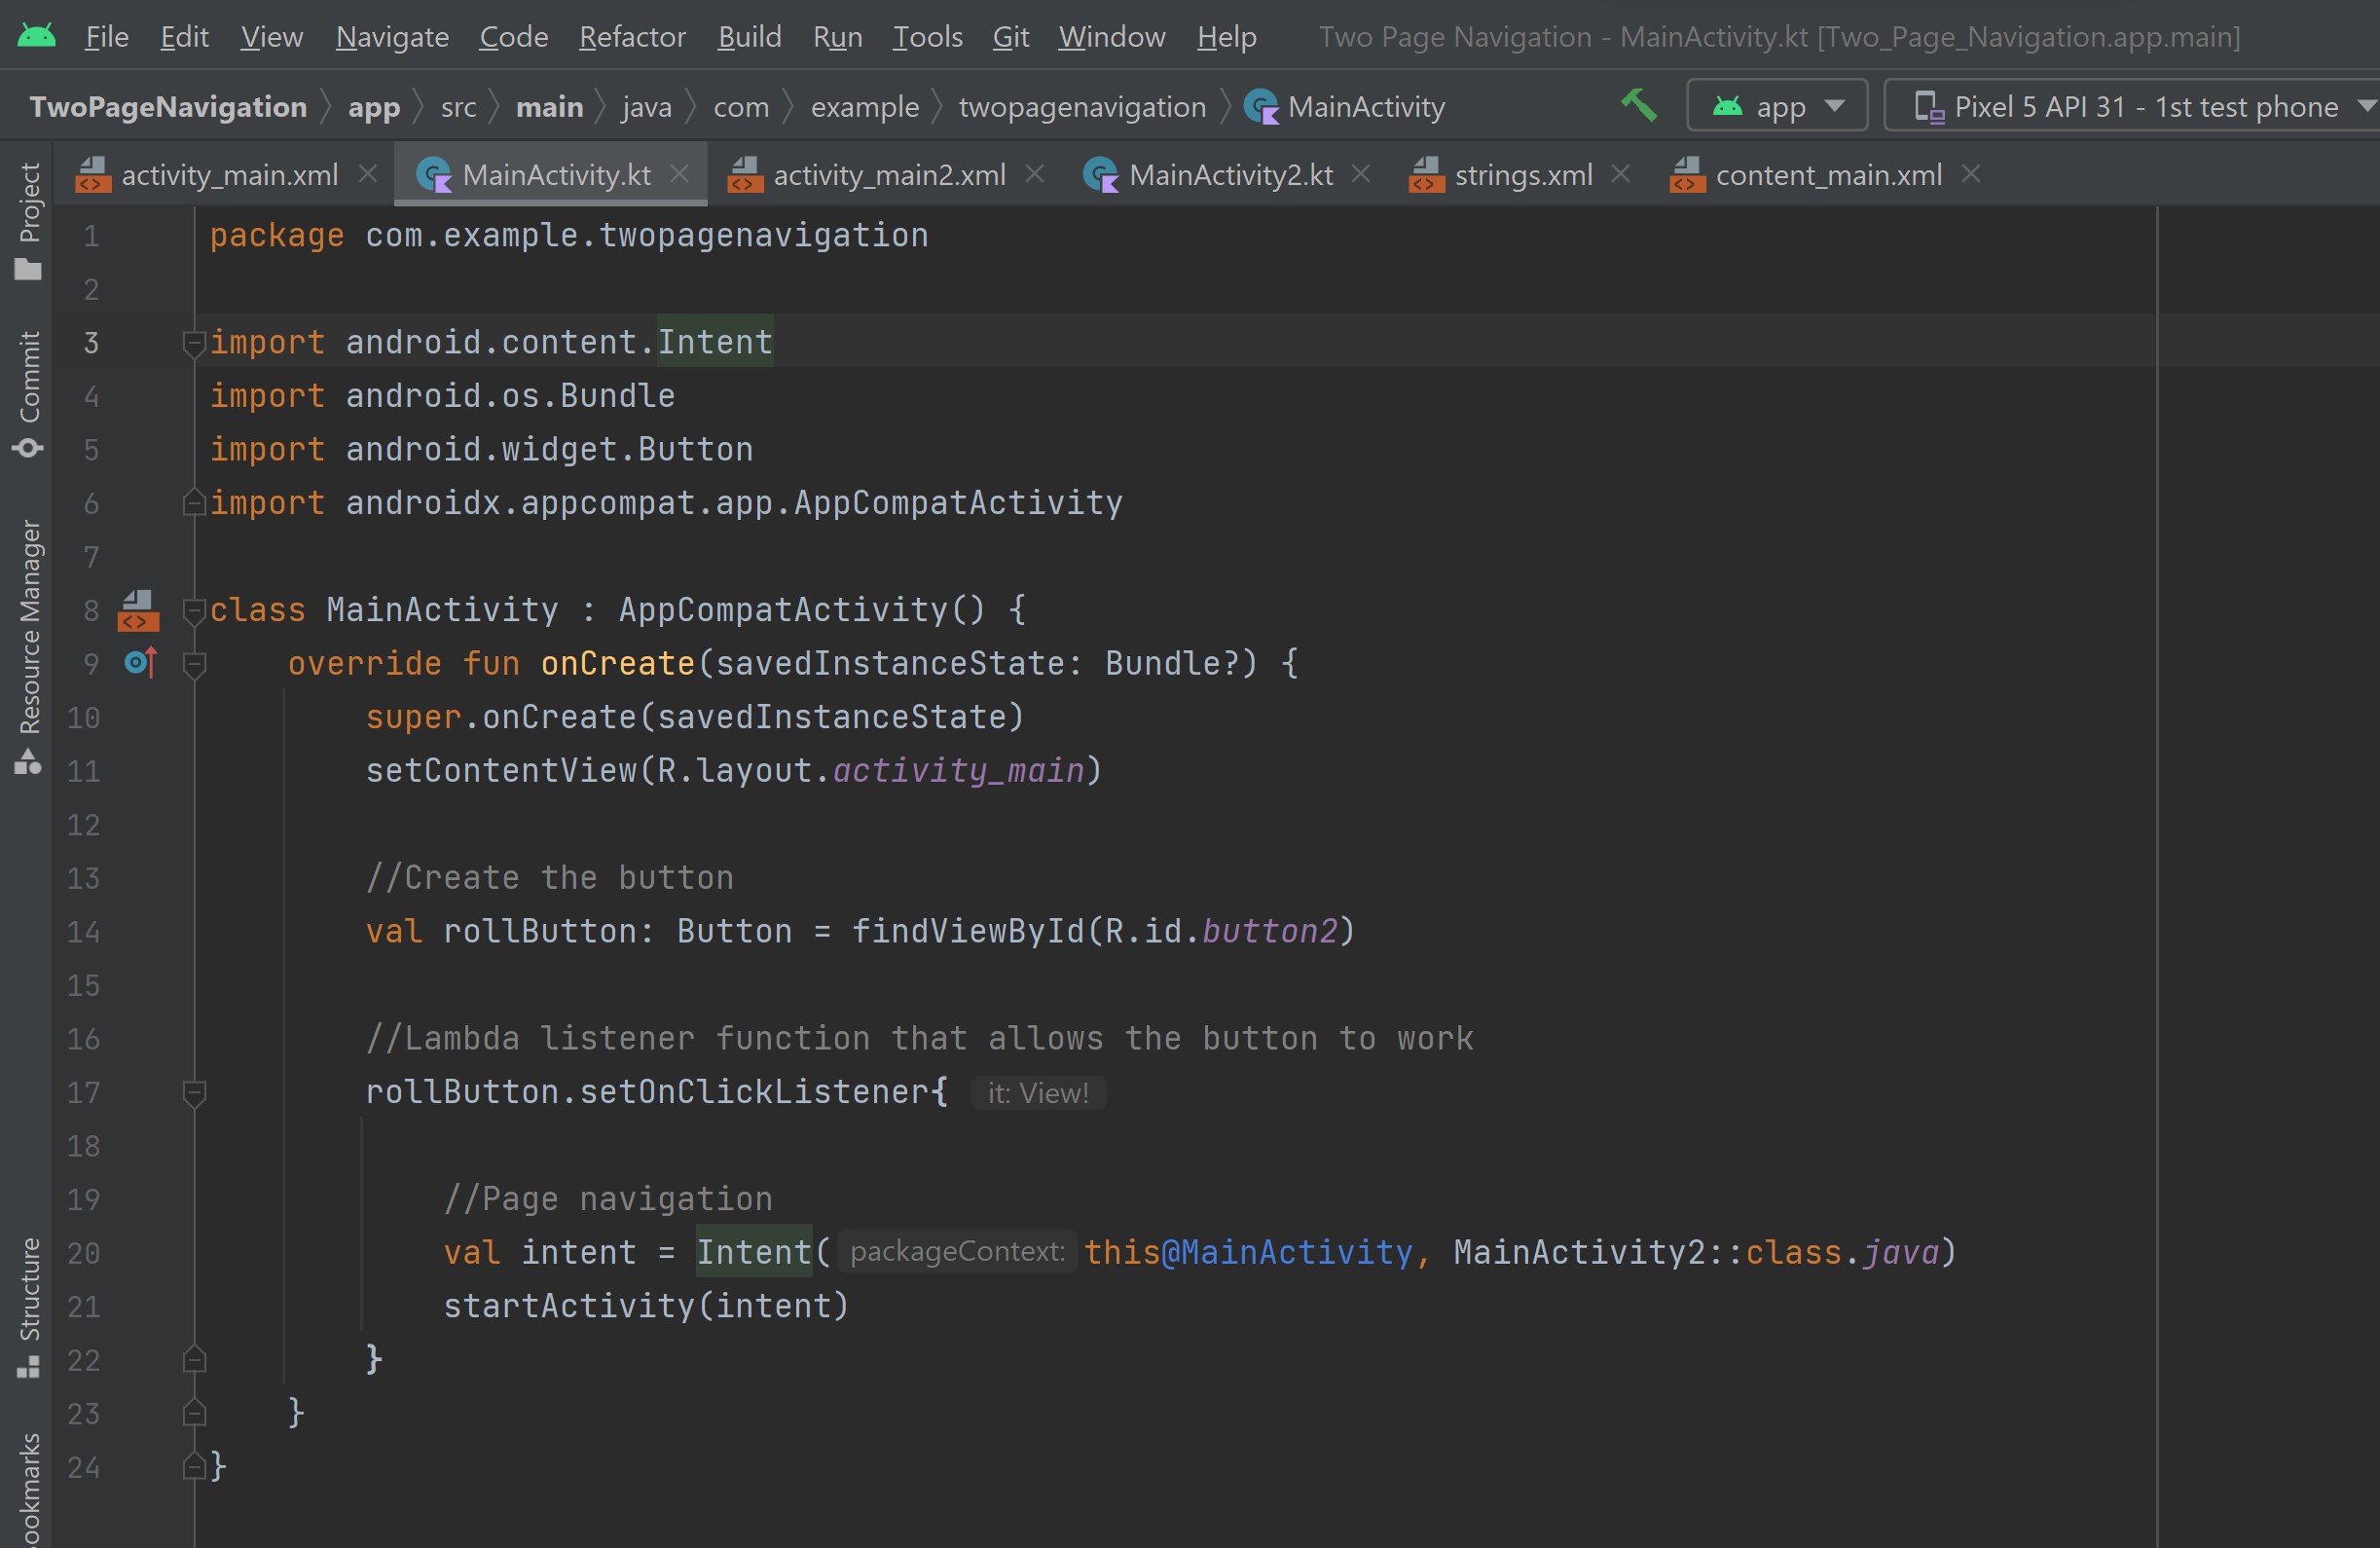 File Edit View Navigate Code Refactor Build Run Tools Git Window Help Two Page Navigation - MainActivity.kt [Two_Page_Navigation.app.main]
TwoPageNavigation app src main java com example twopagenavigation MainActivity app Pixel 5 API 31 - 1st test phone
activity_main.xml MainActivity.kt activity_main2.xml MainActivity2.kt strings.xml content_main.xml
Project
Commit
Resource Manager
Structure
1 package com.example.twopagenavigation
2
3 import android.content.Intent
4 import android.os.Bundle
5 import android.widget.Button
6 import androidx.appcompat.app.AppCompatActivity
7
8 class MainActivity : AppCompatActivity() {
9 override fun onCreate(savedInstanceState: Bundle?) {
10 super.onCreate(savedInstanceState)
11 setContentView(R.layout.activity_main)
12
13 //Create the button
14 val rollButton: Button = findViewById(R.id.button2)
15
16 //Lambda listener function that allows the button to work
17 rollButton.setOnClickListener{ it: View!
18
19 //Page navigation
20 val intent = Intent( packageContext: this@MainActivity, MainActivity2::class.java)
21 startActivity(intent)
22 }
23 }
24 }